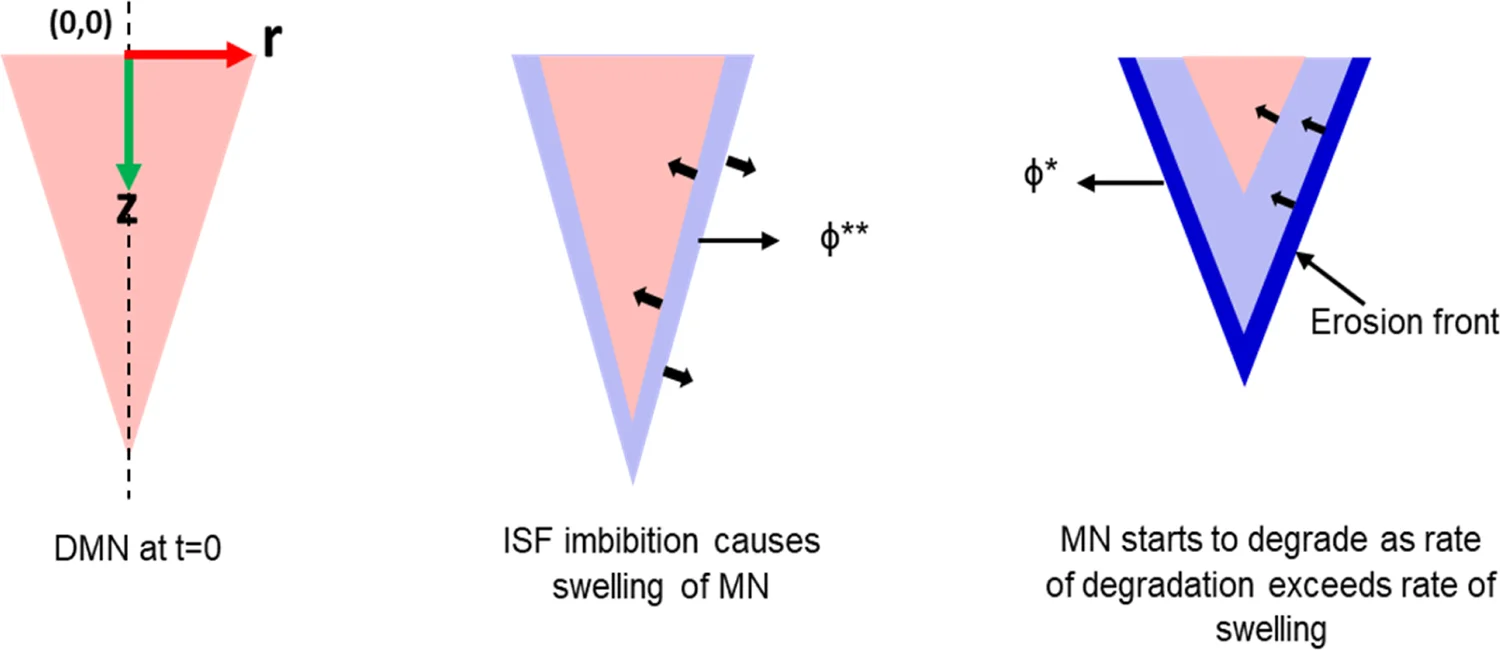 (0,0)
r
z
DMN at t=0
ϕ**
ISF imbibition causes
swelling of MN
ϕ*
Erosion front
MN starts to degrade as rate
of degradation exceeds rate of
swelling